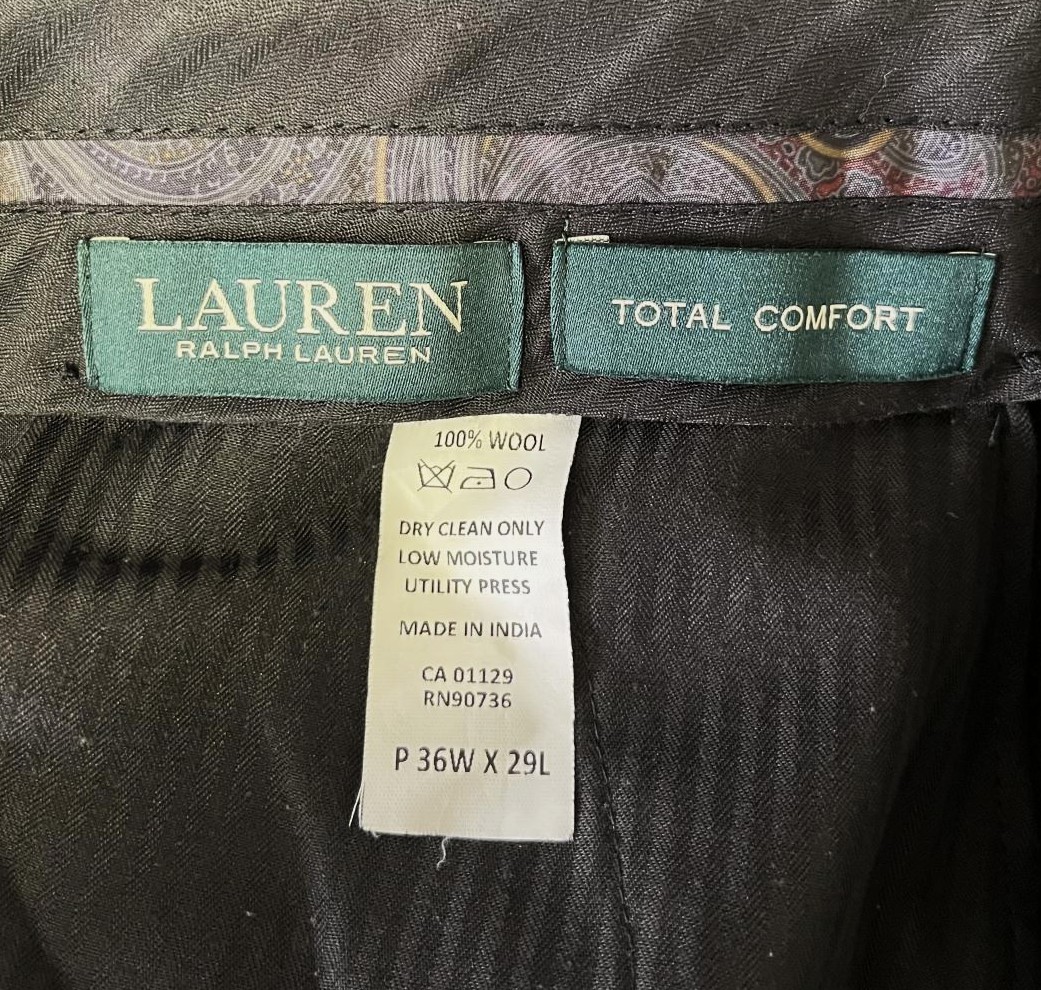 LAUREN
RALPH LAUREN
TOTAL COMFORT
100% WOOL
DRY CLEAN ONLY
LOW MOISTURE
UTILITY PRESS
MADE IN INDIA
CA 01129
RN90736
P 36W X 29L